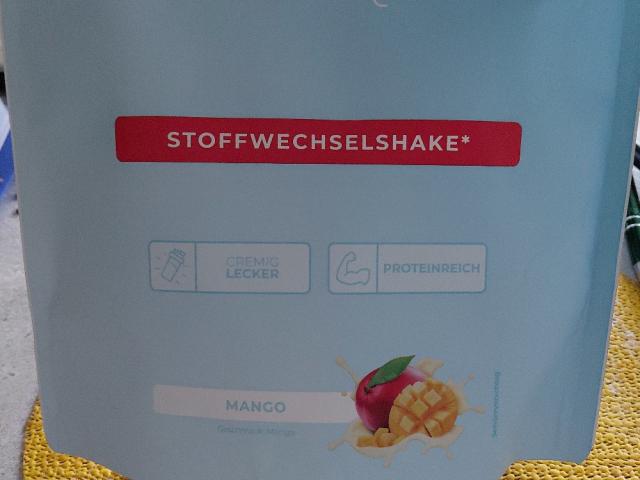 STOFFWECHSELSHAKE*
CREMIG
LECKER
PROTEINREICH
MANGO
Geschmack Mango